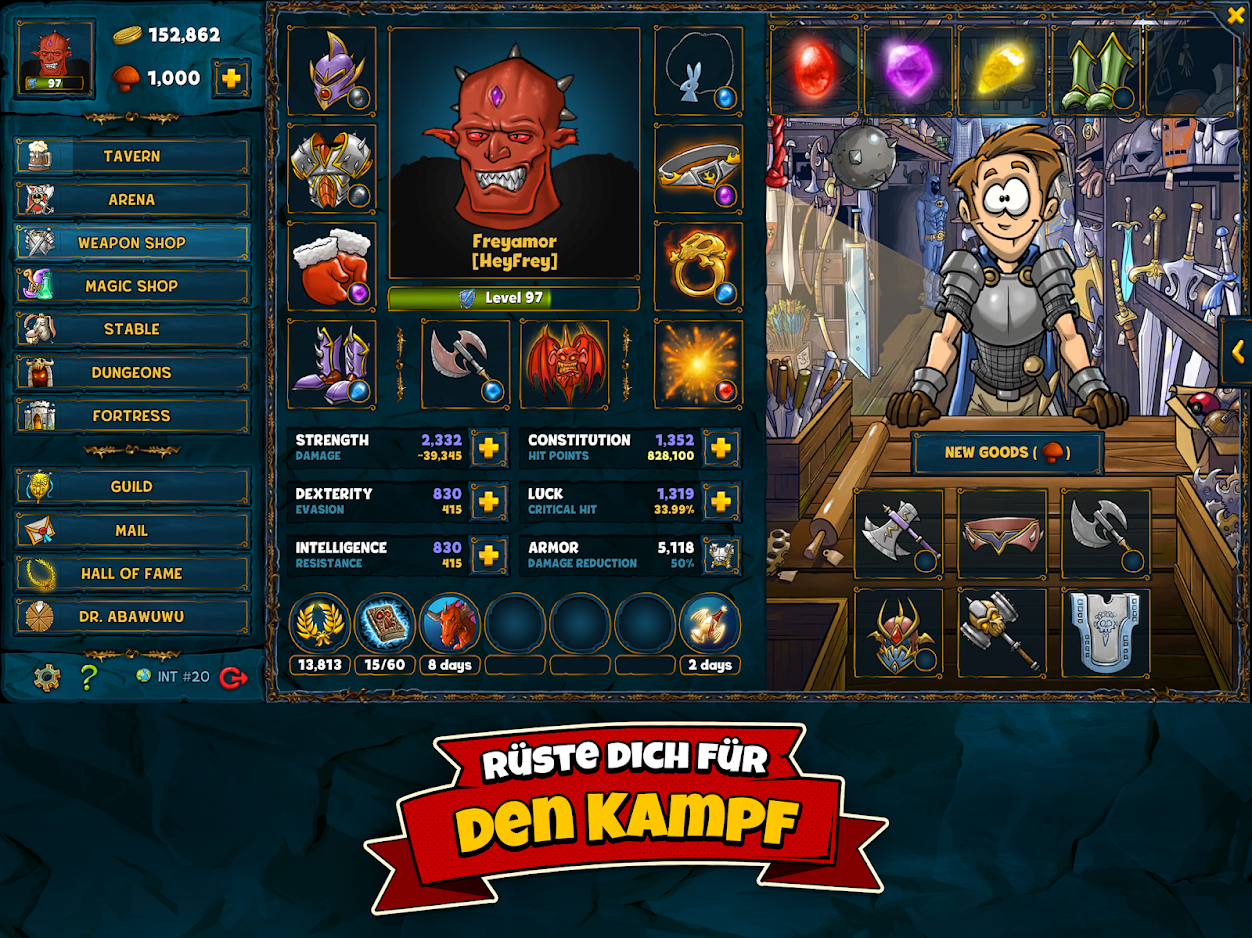 152,862
1,000
97
TAVERN
ARENA
WEAPON SHOP
MAGIC SHOP
STABLE
DUNGEONS
FORTRESS
GUILD
MAIL
HALL OF FAME
DR. ABAWUWU
? INT #20
Freyamor
[HeyFrey]
Level 97
STRENGTH 2,332
DAMAGE ~39,345
CONSTITUTION 1,352
HIT POINTS 828,100
DEXTERITY 830
EVASION 415
LUCK 1,319
CRITICAL HIT 33.99%
INTELLIGENCE 830
RESISTANCE 415
ARMOR 5,118
DAMAGE REDUCTION 50%
13,813
15/60
8 days
2 days
NEW GOODS ( )
RÜSTE DICH FÜR
DEN KAMPF